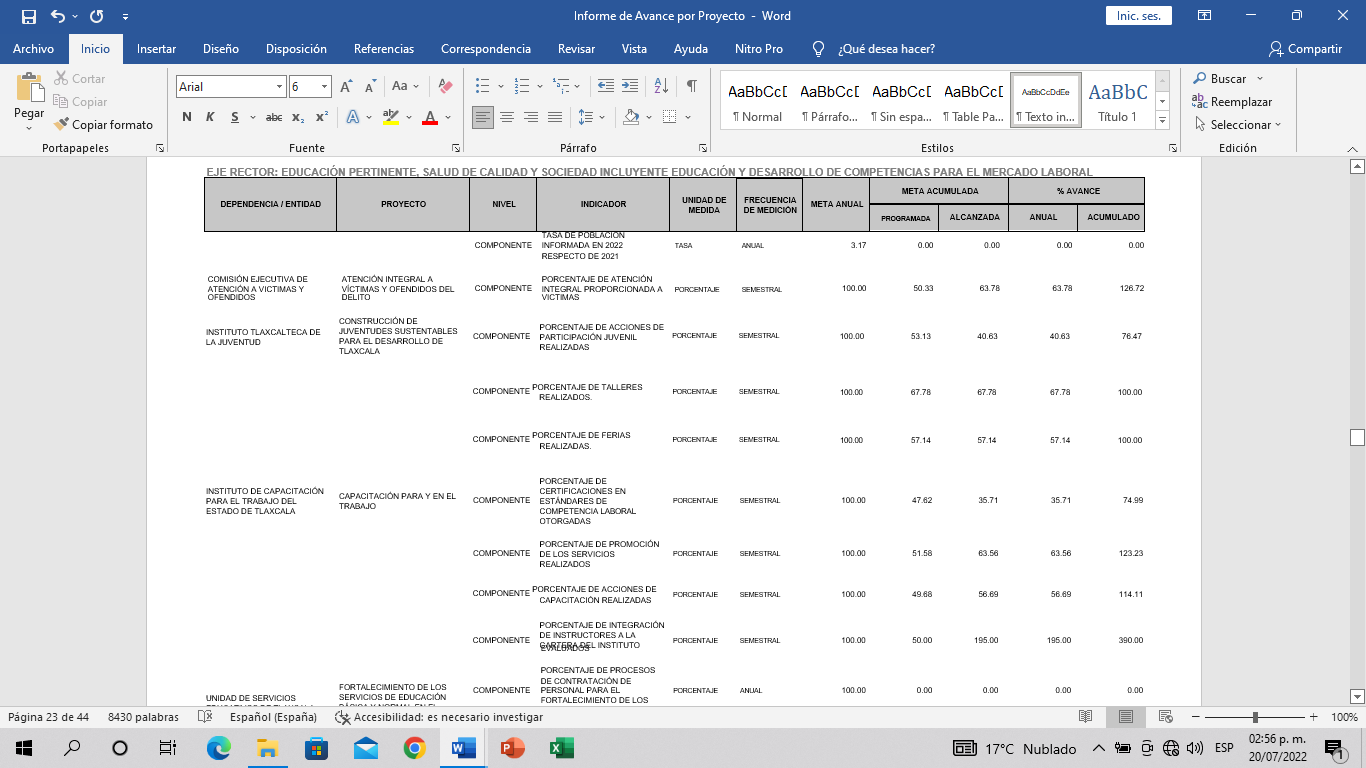 Informe de Avance por Proyecto - Word
Inic. ses.
Archivo Inicio Insertar Diseño Disposición Referencias Correspondencia Revisar Vista Ayuda Nitro Pro ¿Qué desea hacer? Compartir
Pegar
Cortar
Copiar
Copiar formato
Portapapeles
Arial 6
N K S abc x₂ x²
Fuente
Párrafo
AaBbCcD AaBbCcD AaBbCcD AaBbCcD AaBbCcDdEe AaBbC
¶ Normal ¶ Párrafo... ¶ Sin espa... ¶ Table Pa... ¶ Texto in... Título 1
Estilos
Buscar
Reemplazar
Seleccionar
Edición
EJE RECTOR: EDUCACIÓN PERTINENTE, SALUD DE CALIDAD Y SOCIEDAD INCLUYENTE EDUCACIÓN Y DESARROLLO DE COMPETENCIAS PARA EL MERCADO LABORAL
DEPENDENCIA / ENTIDAD PROYECTO NIVEL INDICADOR UNIDAD DE MEDIDA FRECUENCIA DE MEDICIÓN META ANUAL META ACUMULADA % AVANCE
PROGRAMADA ALCANZADA ANUAL ACUMULADO
TASA DE POBLACIÓN
COMPONENTE INFORMADA EN 2022 TASA ANUAL 3.17 0.00 0.00 0.00 0.00
RESPECTO DE 2021
COMISIÓN EJECUTIVA DE ATENCIÓN INTEGRAL A PORCENTAJE DE ATENCIÓN
ATENCIÓN A VICTIMAS Y VÍCTIMAS Y OFENDIDOS DEL COMPONENTE INTEGRAL PROPORCIONADA A PORCENTAJE SEMESTRAL 100.00 50.33 63.78 63.78 126.72
OFENDIDOS DELITO VICTIMAS
CONSTRUCCIÓN DE
JUVENTUDES SUSTENTABLES PORCENTAJE DE ACCIONES DE
INSTITUTO TLAXCALTECA DE PARA EL DESARROLLO DE COMPONENTE PARTICIPACIÓN JUVENIL PORCENTAJE SEMESTRAL 100.00 53.13 40.63 40.63 76.47
LA JUVENTUD TLAXCALA REALIZADAS
COMPONENTE PORCENTAJE DE TALLERES PORCENTAJE SEMESTRAL 100.00 67.78 67.78 67.78 100.00
REALIZADOS.
COMPONENTE PORCENTAJE DE FERIAS PORCENTAJE SEMESTRAL 100.00 57.14 57.14 57.14 100.00
REALIZADAS.
PORCENTAJE DE
INSTITUTO DE CAPACITACIÓN CERTIFICACIONES EN
PARA EL TRABAJO DEL CAPACITACIÓN PARA Y EN EL COMPONENTE ESTÁNDARES DE PORCENTAJE SEMESTRAL 100.00 47.62 35.71 35.71 74.99
ESTADO DE TLAXCALA TRABAJO COMPETENCIA LABORAL
OTORGADAS
PORCENTAJE DE PROMOCIÓN
COMPONENTE DE LOS SERVICIOS PORCENTAJE SEMESTRAL 100.00 51.58 63.56 63.56 123.23
REALIZADOS
COMPONENTE PORCENTAJE DE ACCIONES DE PORCENTAJE SEMESTRAL 100.00 49.68 56.69 56.69 114.11
CAPACITACIÓN REALIZADAS
PORCENTAJE DE INTEGRACIÓN
COMPONENTE DE INSTRUCTORES A LA PORCENTAJE SEMESTRAL 100.00 50.00 195.00 195.00 390.00
CARTERA DEL INSTITUTO
EVALUADOS
PORCENTAJE DE PROCESOS
FORTALECIMIENTO DE LOS DE CONTRATACIÓN DE
UNIDAD DE SERVICIOS SERVICIOS DE EDUCACIÓN COMPONENTE PERSONAL PARA EL PORCENTAJE ANUAL 100.00 0.00 0.00 0.00 0.00
FORTALECIMIENTO DE LOS
Página 23 de 44 8430 palabras Español (España) Accesibilidad: es necesario investigar 100%
17°C Nublado ESP 02:56 p. m.
20/07/2022
1